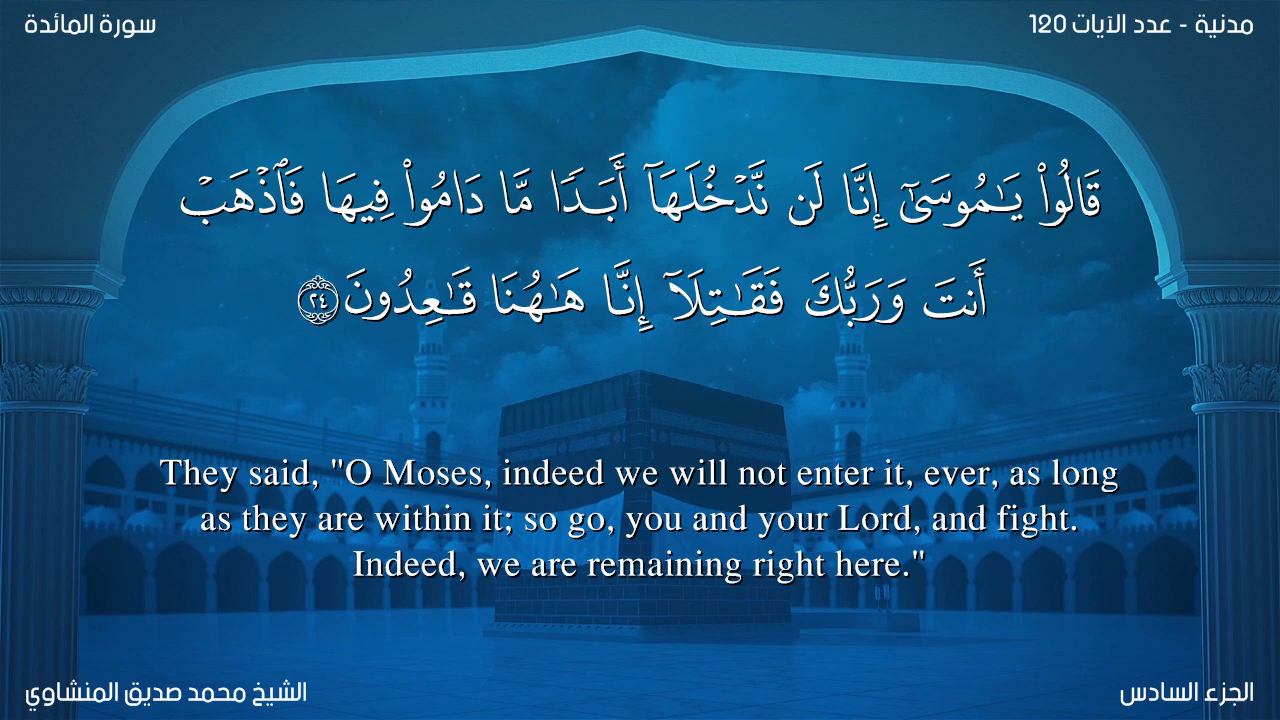 سورة المائدة
مدنية - عدد الآيات 120
قَالُوا۟ يَـٰمُوسَىٰٓ إِنَّا لَن نَّدْخُلَهَآ أَبَدًا مَّا دَامُوا۟ فِيهَا فَٱذْهَبْ
أَنتَ وَرَبُّكَ فَقَـٰتِلَآ إِنَّا هَـٰهُنَا قَـٰعِدُونَ ٢٤
They said, "O Moses, indeed we will not enter it, ever, as long
as they are within it; so go, you and your Lord, and fight.
Indeed, we are remaining right here."
الشيخ محمد صديق المنشاوي
الجزء السادس